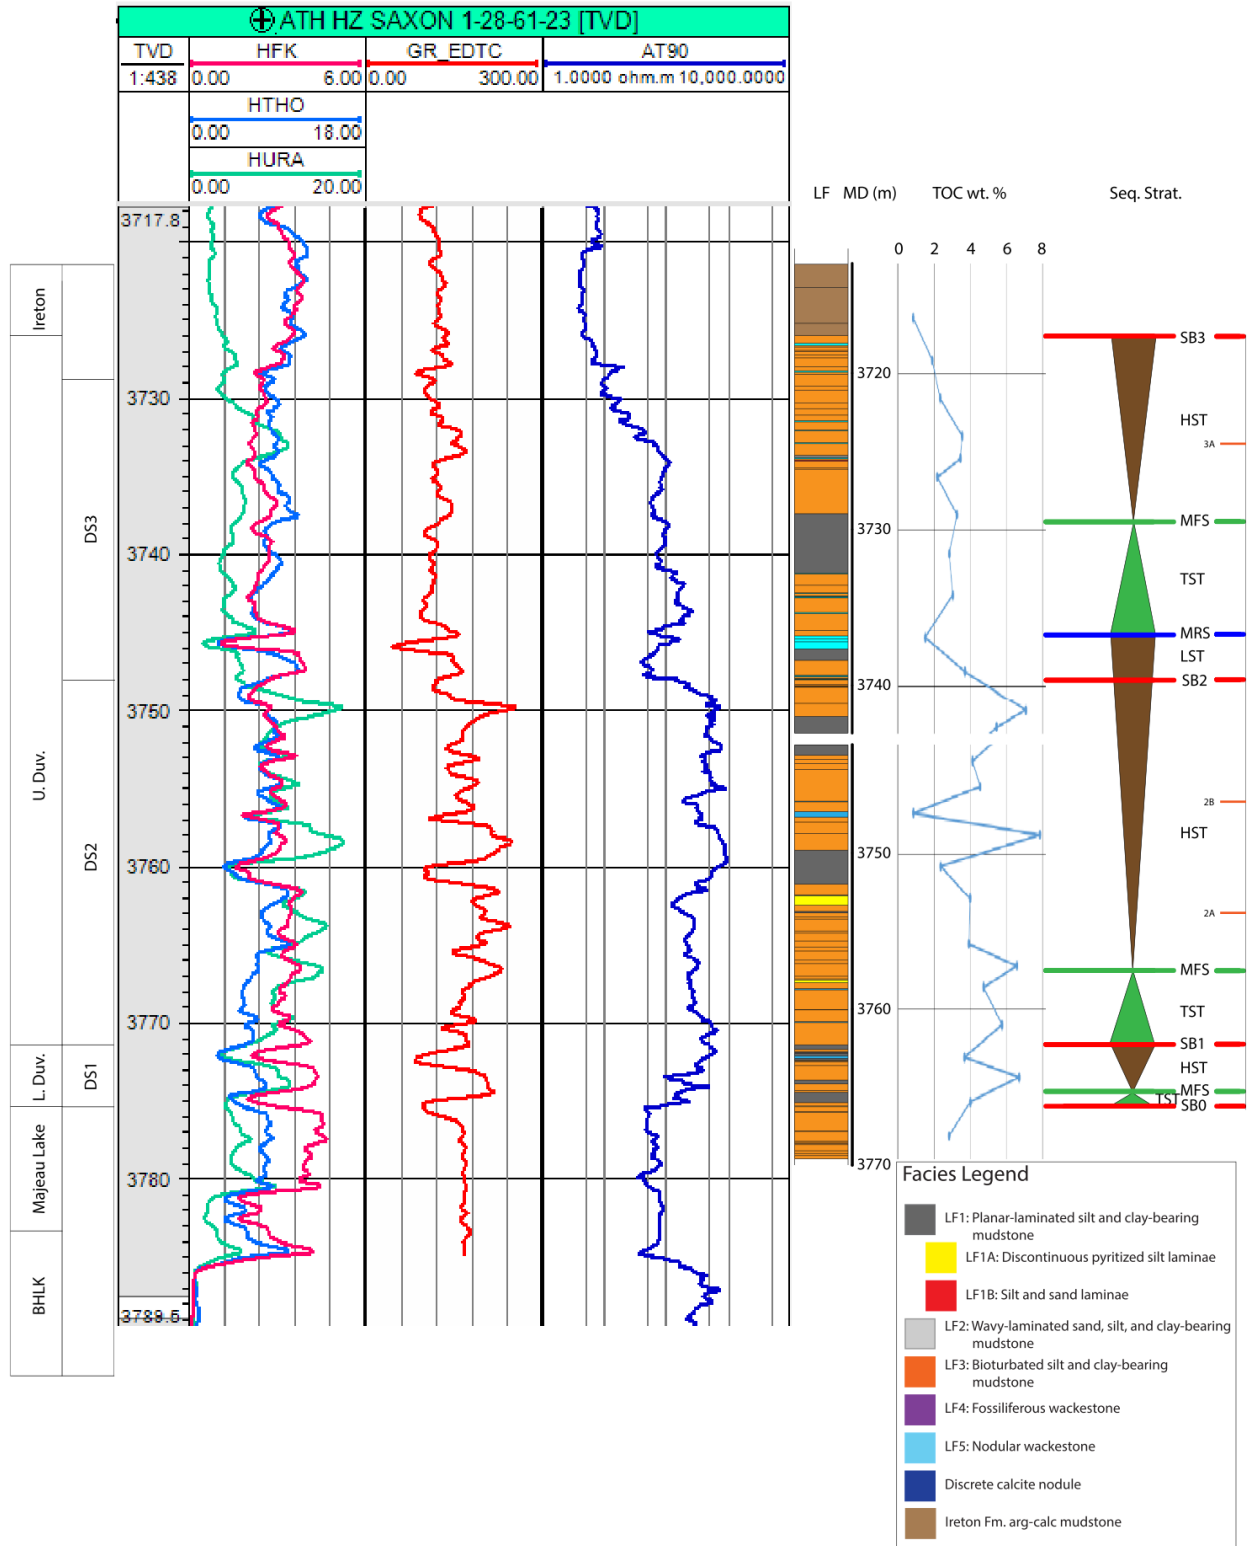 ATH HZ SAXON 1-28-61-23 [TVD]
TVD HFK GR_EDTC AT90
1:438 0.00 6.00 0.00 300.00 1.0000 ohm.m 10,000.0000
HTHO
0.00 18.00
HURA
0.00 20.00
LF MD (m) TOC wt. % Seq. Strat.
3717.8
0 2 4 6 8
Ireton
SB3
3720
3730
HST
3A
DS3
3730
MFS
3740
TST
MRS
LST
SB2
3740
3750
U. Duv.
2B
HST
DS2
3750
3760
2A
MFS
3760
TST
3770
SB1
L. Duv.
DS1
HST
MFS
TST
SB0
Majeau Lake
3770
3780
BHLK
3789.5
Facies Legend
LF1: Planar-laminated silt and clay-bearing
mudstone
LF1A: Discontinuous pyritized silt laminae
LF1B: Silt and sand laminae
LF2: Wavy-laminated sand, silt, and clay-bearing
mudstone
LF3: Bioturbated silt and clay-bearing
mudstone
LF4: Fossiliferous wackestone
LF5: Nodular wackestone
Discrete calcite nodule
Ireton Fm. arg-calc mudstone